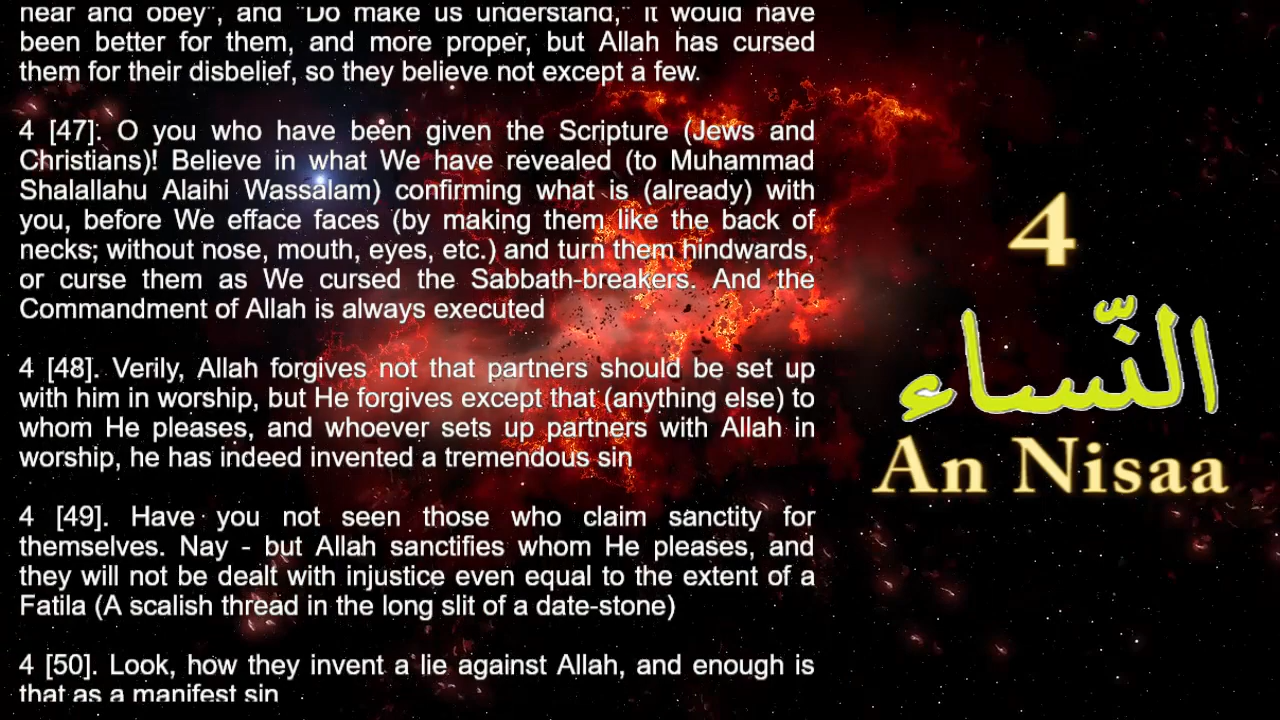 hear and obey", and "Do make us understand," it would have
been better for them, and more proper, but Allah has cursed
them for their disbelief, so they believe not except a few.
4 [47]. O you who have been given the Scripture (Jews and
Christians)! Believe in what We have revealed (to Muhammad
Shalallahu Alaihi Wassalam) confirming what is (already) with
you, before We efface faces (by making them like the back of
necks; without nose, mouth, eyes, etc.) and turn them hindwards,
or curse them as We cursed the Sabbath-breakers. And the
Commandment of Allah is always executed
4 [48]. Verily, Allah forgives not that partners should be set up
with him in worship, but He forgives except that (anything else) to
whom He pleases, and whoever sets up partners with Allah in
worship, he has indeed invented a tremendous sin
4 [49]. Have you not seen those who claim sanctity for
themselves. Nay - but Allah sanctifies whom He pleases, and
they will not be dealt with injustice even equal to the extent of a
Fatila (A scalish thread in the long slit of a date-stone)
4 [50]. Look, how they invent a lie against Allah, and enough is
that as a manifest sin
4
النّساء
An Nisaa